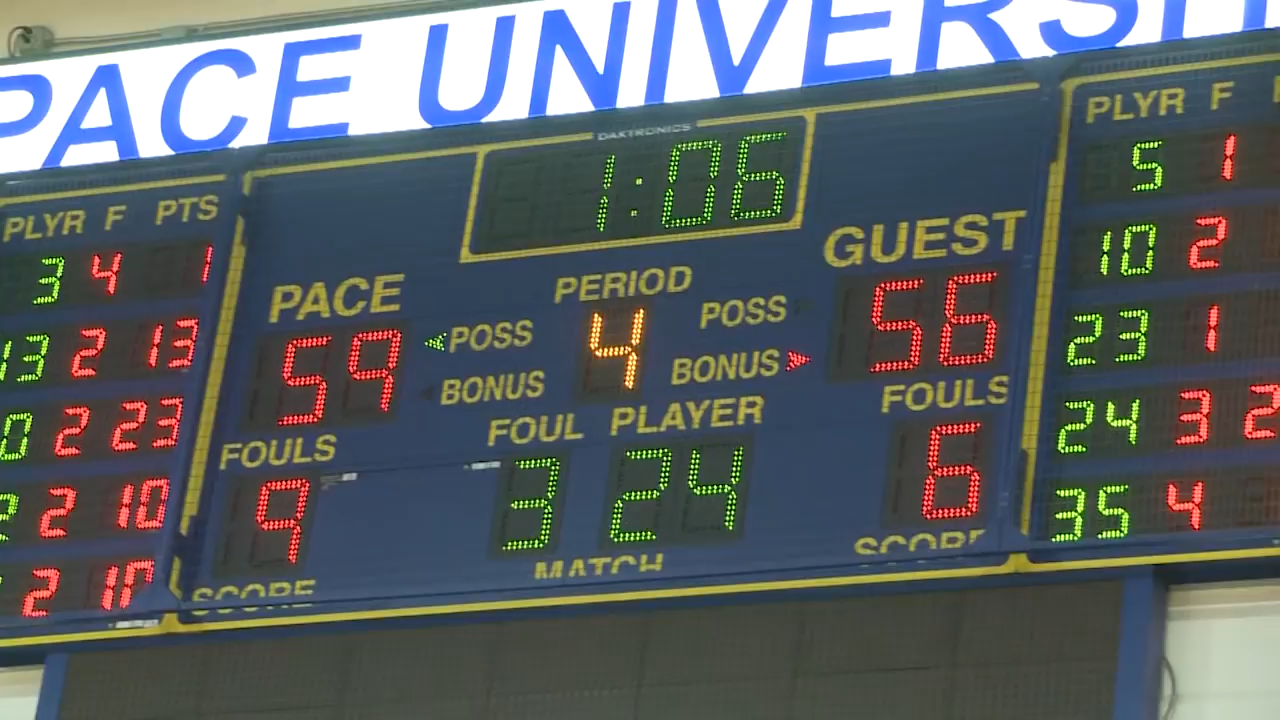 PACE UNIVERSIT
DAKTRONICS
1:06
PLYR F PTS
3 4 1
13 2 13
0 2 23
2 2 10
2 10
PACE
59
PERIOD
4
POSS
BONUS
POSS
BONUS
GUEST
56
FOULS
9
FOUL PLAYER
3 24
FOULS
6
SCORE
MATCH
SCORE
PLYR F
5 1
10 2
23 1
24 3 2
35 4